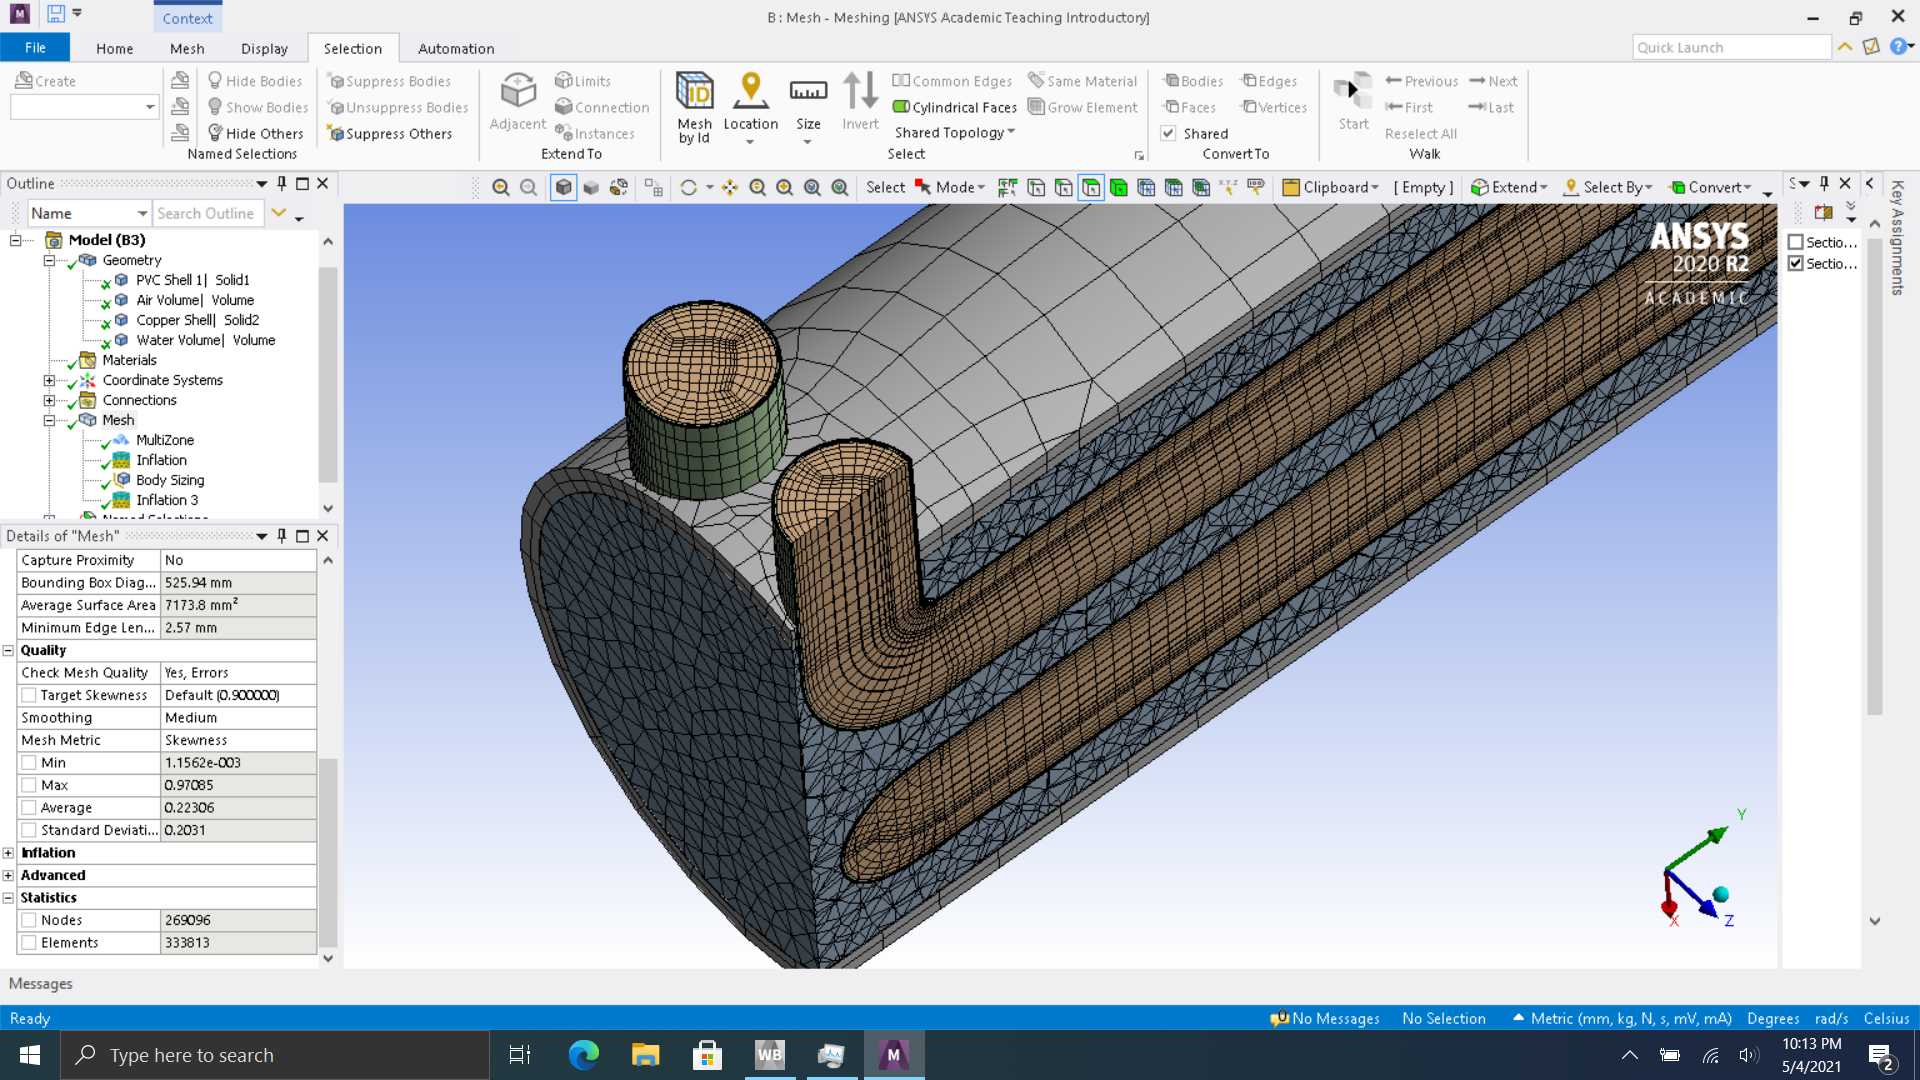 M
Context
B : Mesh - Meshing [ANSYS Academic Teaching Introductory]
File Home Mesh Display Selection Automation
Quick Launch
Create
Hide Bodies
Show Bodies
Hide Others
Suppress Bodies
Unsuppress Bodies
Suppress Others
Named Selections
Adjacent
Limits
Connection
Instances
Extend To
Mesh by Id
Location
Size
Invert
Common Edges
Cylindrical Faces
Shared Topology
Same Material
Grow Element
Select
Bodies Edges
Faces Vertices
Shared
Convert To
Start
Previous Next
First Last
Reselect All
Walk
Outline
Select Mode Clipboard [ Empty ] Extend Select By Convert
Name Search Outline
Model (B3)
Geometry
PVC Shell 1| Solid1
Air Volume| Volume
Copper Shell| Solid2
Water Volume| Volume
Materials
Coordinate Systems
Connections
Mesh
MultiZone
Inflation
Body Sizing
Inflation 3
Details of "Mesh"
Capture Proximity No
Bounding Box Diag... 525.94 mm
Average Surface Area 7173.8 mm²
Minimum Edge Len... 2.57 mm
Quality
Check Mesh Quality Yes, Errors
Target Skewness Default (0.900000)
Smoothing Medium
Mesh Metric Skewness
Min 1.1562e-003
Max 0.97085
Average 0.22306
Standard Deviati... 0.2031
Inflation
Advanced
Statistics
Nodes 269096
Elements 333813
ANSYS
2020 R2
ACADEMIC
Y
X
Z
S
Sectio...
Sectio...
Key Assignments
Messages
Ready
0 No Messages No Selection Metric (mm, kg, N, s, mV, mA) Degrees rad/s Celsius
Type here to search
WB
M
10:13 PM
5/4/2021
2